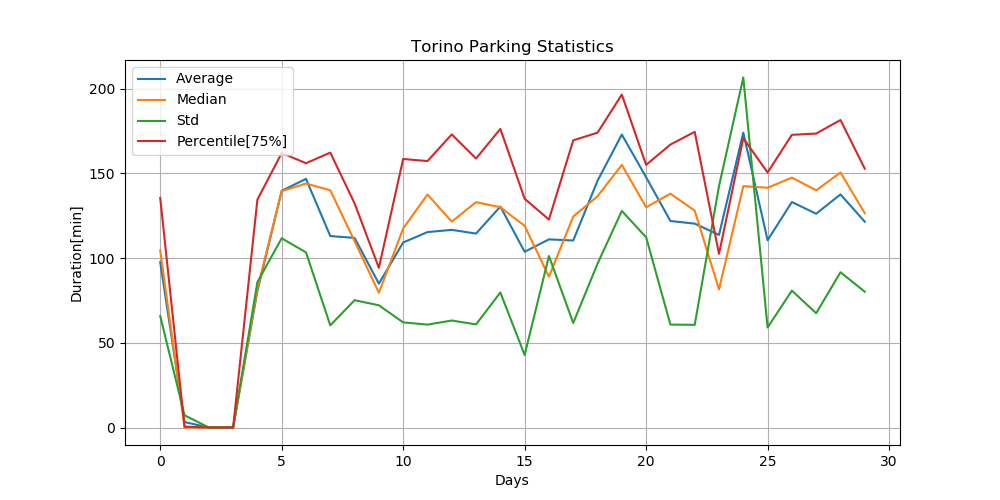 Torino Parking Statistics
Average
Median
Std
Percentile[75%]
200
150
100
50
0
Duration[min]
0 5 10 15 20 25 30
Days